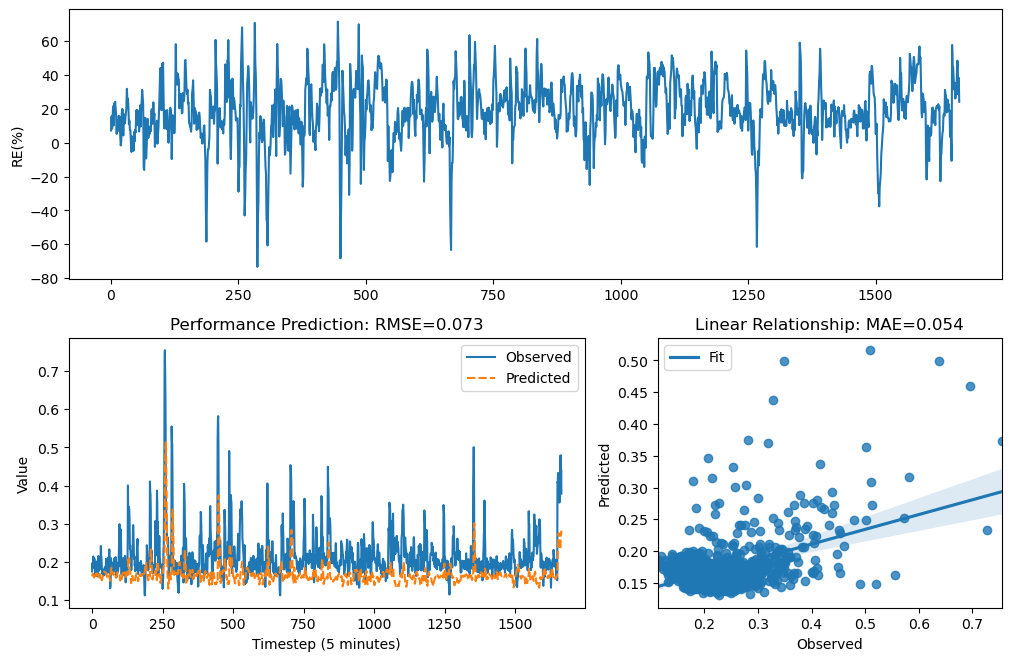 RE(%)
60
40
20
0
−20
−40
−60
−80
0 250 500 750 1000 1250 1500
Performance Prediction: RMSE=0.073
Value
0.7
0.6
0.5
0.4
0.3
0.2
0.1
Observed
Predicted
0 250 500 750 1000 1250 1500
Timestep (5 minutes)
Linear Relationship: MAE=0.054
Predicted
0.50
0.45
0.40
0.35
0.30
0.25
0.20
0.15
Fit
0.2 0.3 0.4 0.5 0.6 0.7
Observed